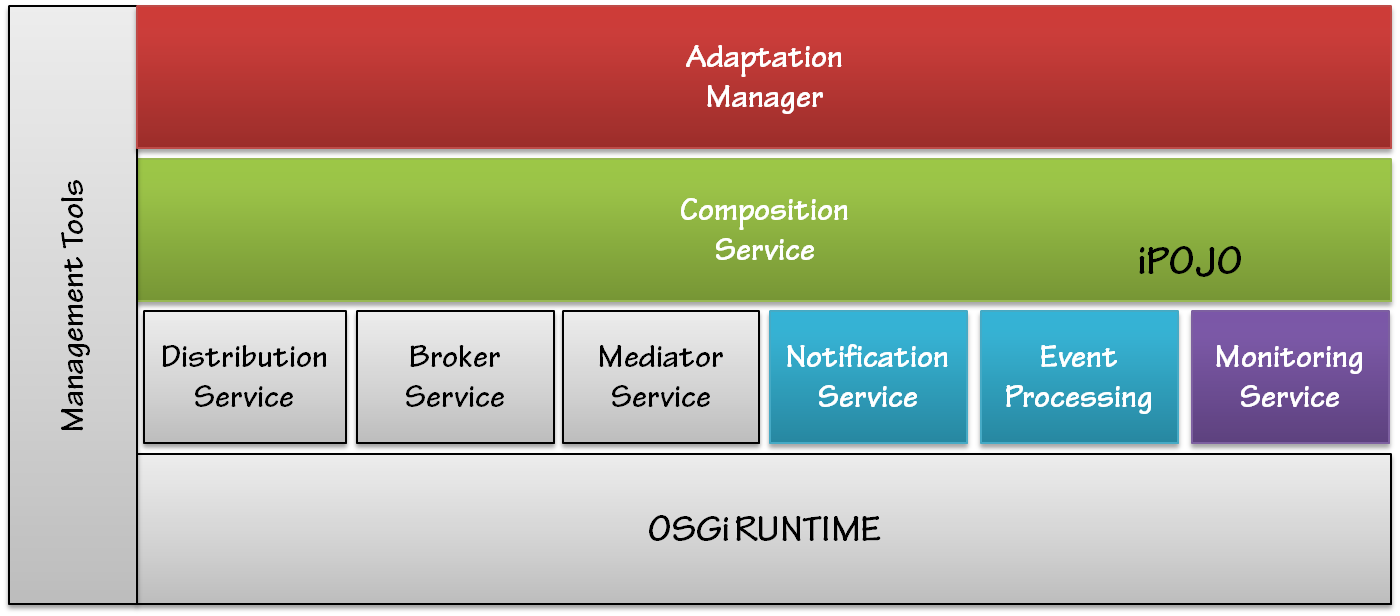 Management Tools
Adaptation
Manager
Composition
Service
iPOJO
Distribution
Service
Broker
Service
Mediator
Service
Notification
Service
Event
Processing
Monitoring
Service
OSGi RUNTIME